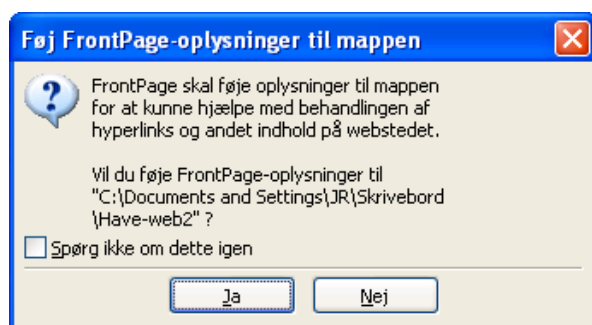 Føj FrontPage-oplysninger til mappen
FrontPage skal føje oplysninger til mappen
for at kunne hjælpe med behandlingen af
hyperlinks og andet indhold på webstedet.
Vil du føje FrontPage-oplysninger til
"C:\Documents and Settings\JR\Skrivebord
\Have-web2" ?
Spørg ikke om dette igen
Ja
Nej